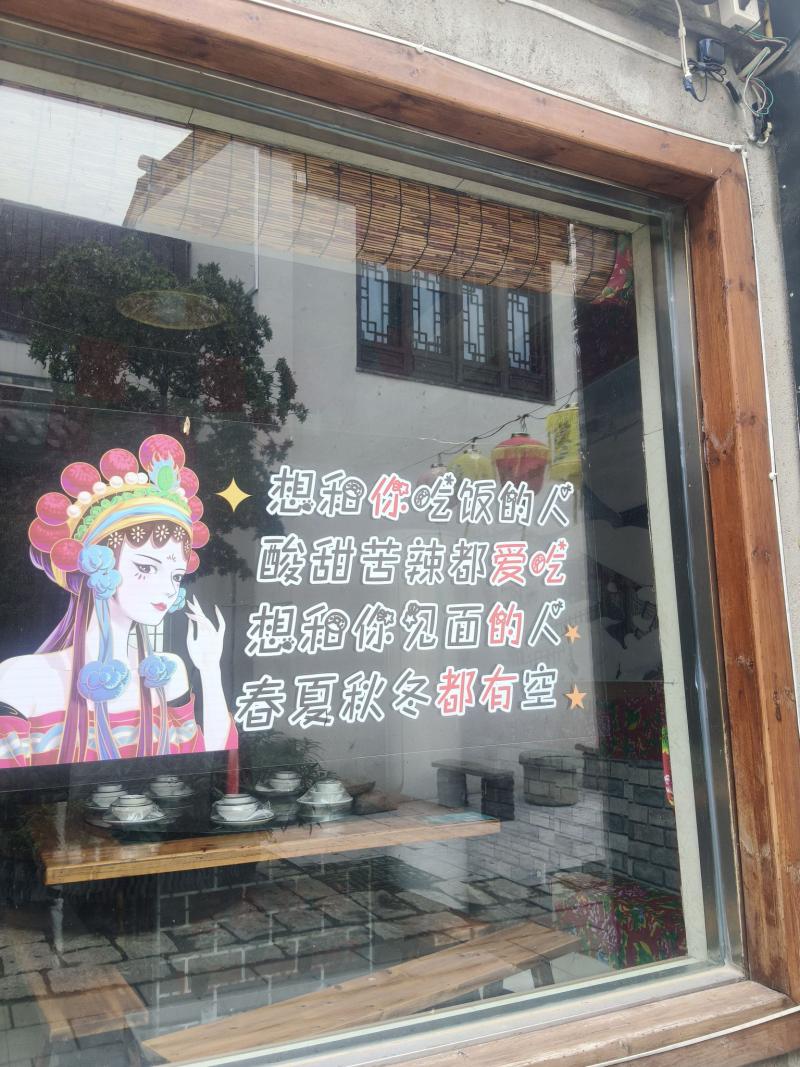 想和你吃饭的人
酸甜苦辣都爱吃
想和你见面的人
春夏秋冬都有空